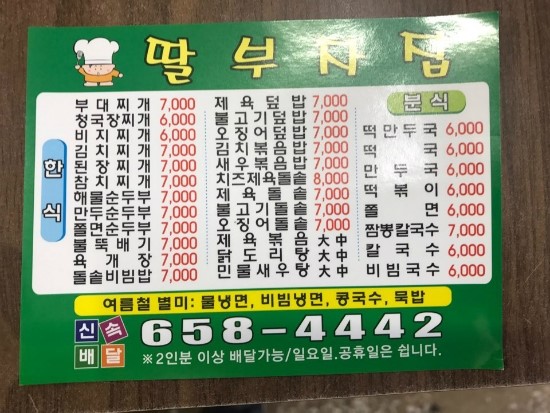 딸 부자집
한식
부대찌개 7,000
청국장찌개 6,000
비지찌개 6,000
김치찌개 7,000
된장찌개 7,000
참치찌개 7,000
해물순두부 7,000
만두순두부 7,000
쫄면순두부 7,000
불뚝배기 7,000
육개장 7,000
돌솥비빔밥 7,000
제육덮밥 7,000
불고기덮밥 7,000
오징어덮밥 7,000
김치볶음밥 7,000
새우볶음밥 7,000
치즈제육돌솥 8,000
제육돌솥 7,000
불고기돌솥 7,000
오징어돌솥 7,000
제육볶음 大 中
닭도리탕 大 中
민물새우탕 大 中
분식
떡만두국 6,000
떡국 6,000
만두국 6,000
떡볶이 6,000
쫄면 6,000
짬뽕칼국수 7,000
칼국수 6,000
비빔국수 6,000
여름철 별미: 물냉면, 비빔냉면, 콩국수, 묵밥
신속배달 658-4442
※2인분 이상 배달가능/일요일.공휴일은 쉽니다.